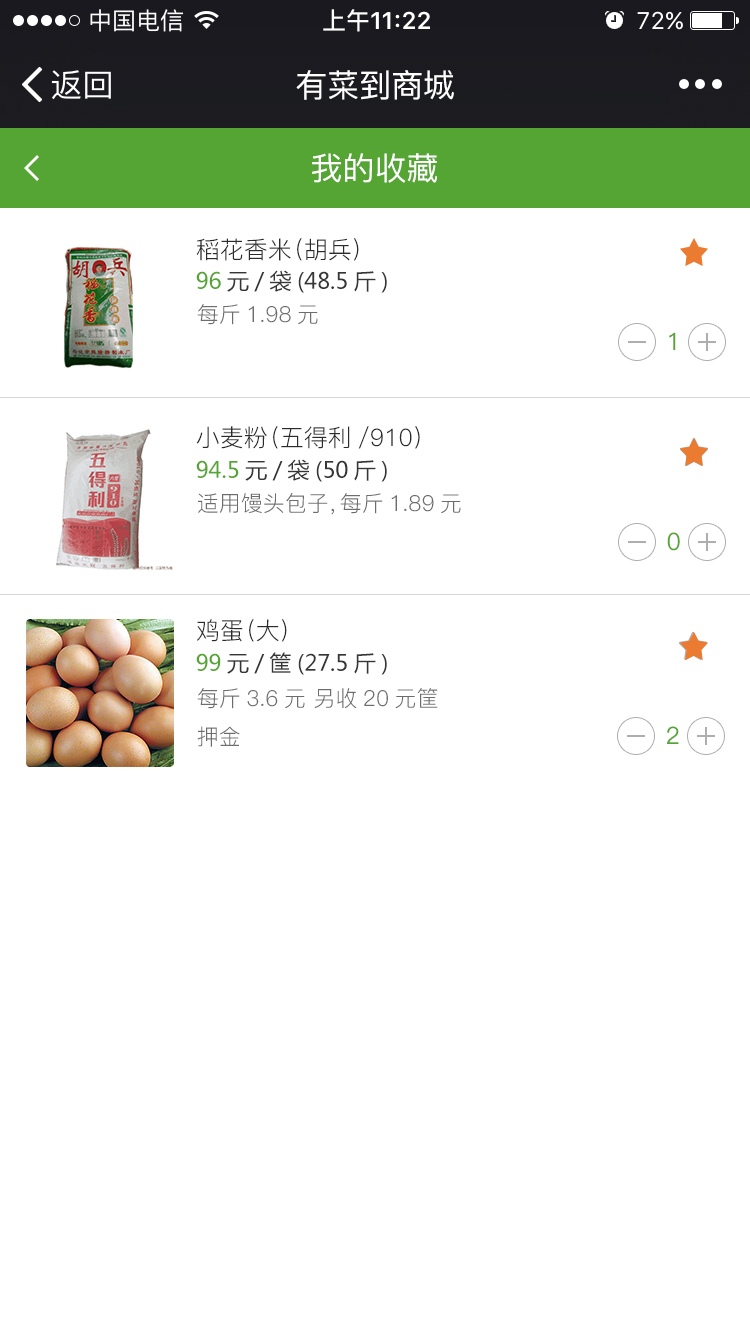 中国电信
上午11:22
72%
返回
有菜到商城
我的收藏
稻花香米(胡兵)
96 元 / 袋 (48.5 斤 )
每斤 1.98 元
1
胡 兵
稻花香
小麦粉(五得利 /910)
94.5 元 / 袋 (50 斤 )
适用馒头包子, 每斤 1.89 元
0
五得利
鸡蛋(大)
99 元 / 筐 (27.5 斤 )
每斤 3.6 元 另收 20 元筐
押金
2